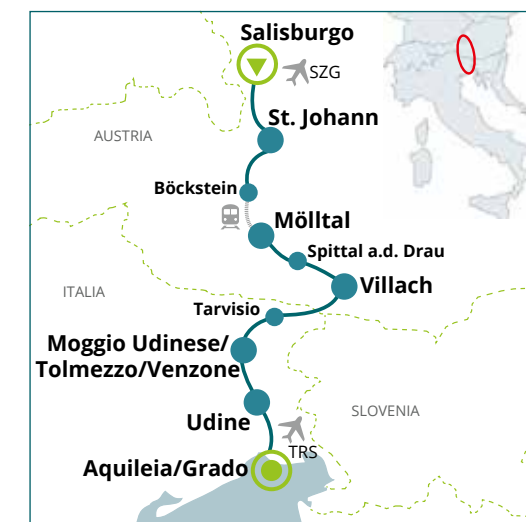 Salisburgo
SZG
St. Johann
AUSTRIA
Böckstein
Mölltal
Spittal a.d. Drau
ITALIA
Villach
Tarvisio
Moggio Udinese/
Tolmezzo/Venzone
SLOVENIA
Udine
TRS
Aquileia/Grado